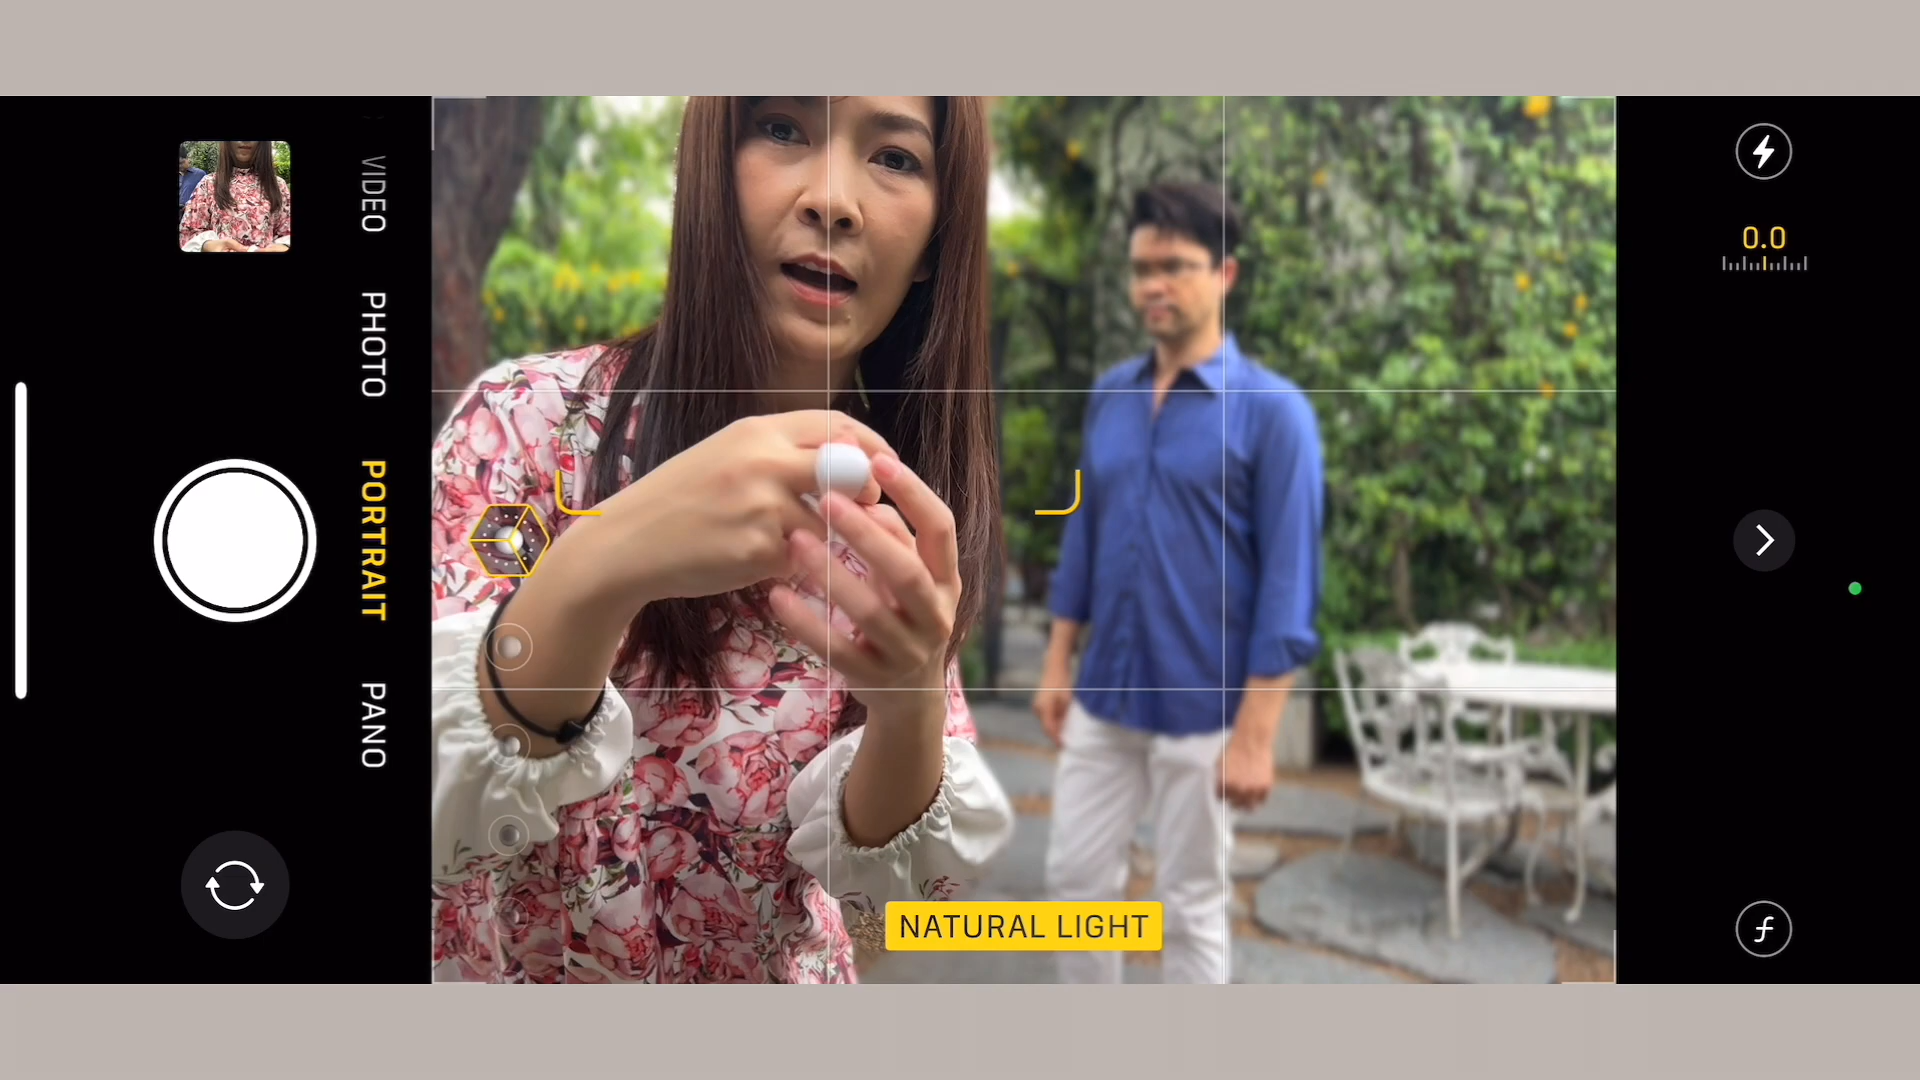 VIDEO
PHOTO
PORTRAIT
PANO
0.0
f
NATURAL LIGHT